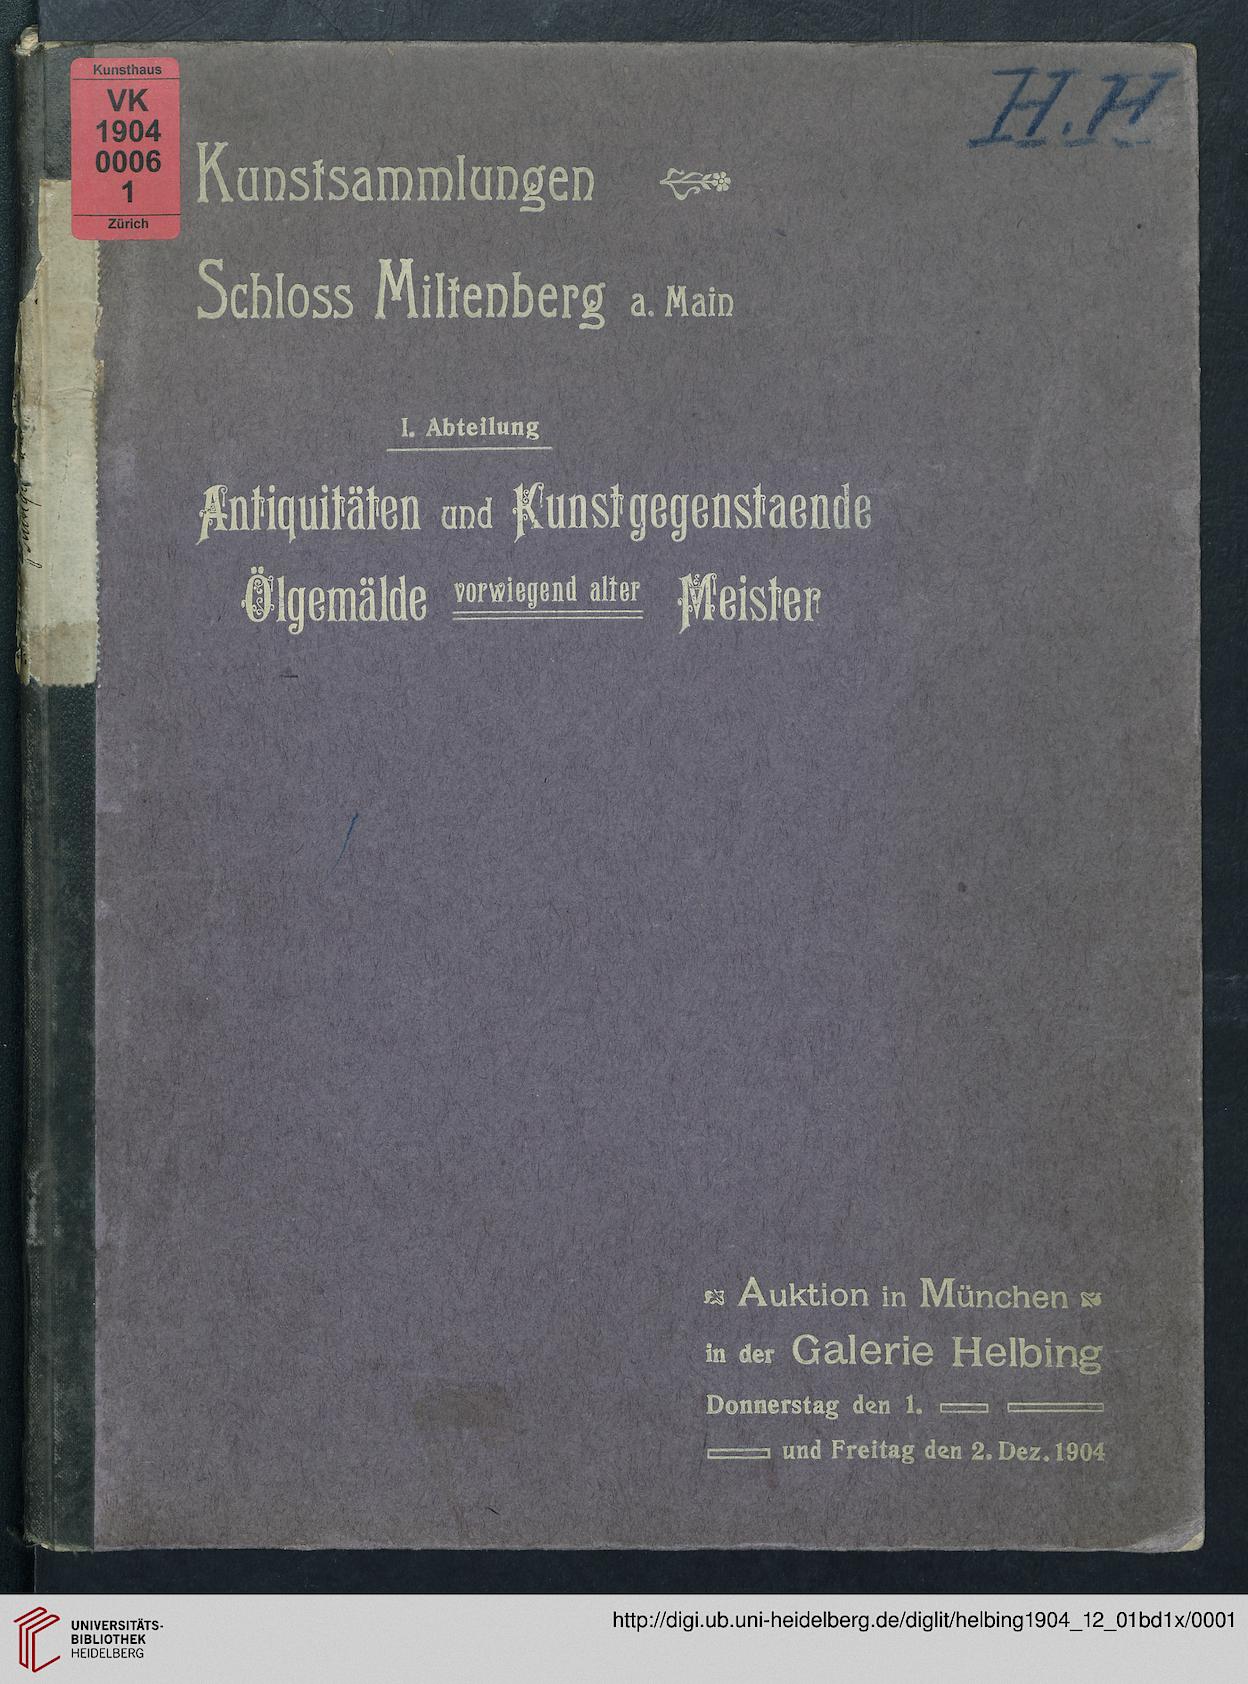 Kunsthaus
VK
1904
0006
1
Zürich
H. H
Kunstsammlungen
Schloss Miltenberg a. Main
I. Abteilung
Antiquitäten und Kunstgegenstaende
Ölgemälde vorwiegend alter Meister
Auktion in München
in der Galerie Helbing
Donnerstag den 1.
und Freitag den 2. Dez. 1904
UNIVERSITÄTS-
BIBLIOTHEK
HEIDELBERG
http://digi.ub.uni-heidelberg.de/diglit/helbing1904_12_01bd1x/0001